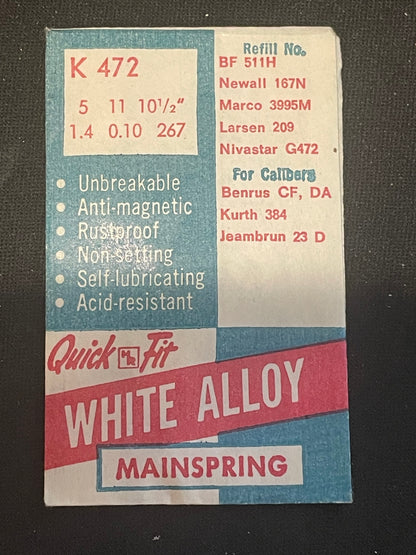 K 472
5 11 10½"
1.4 0.10 267
Refill No.
BF 511H
Newall 167N
Marco 3995M
Larsen 209
Nivastar G472
For Calibers
Benrus CF, DA
Kurth 384
Jeambrun 23 D
• Unbreakable
• Anti-magnetic
• Rustproof
• Non-setting
• Self-lubricating
• Acid-resistant
Quick HR Fit
WHITE ALLOY
MAINSPRING